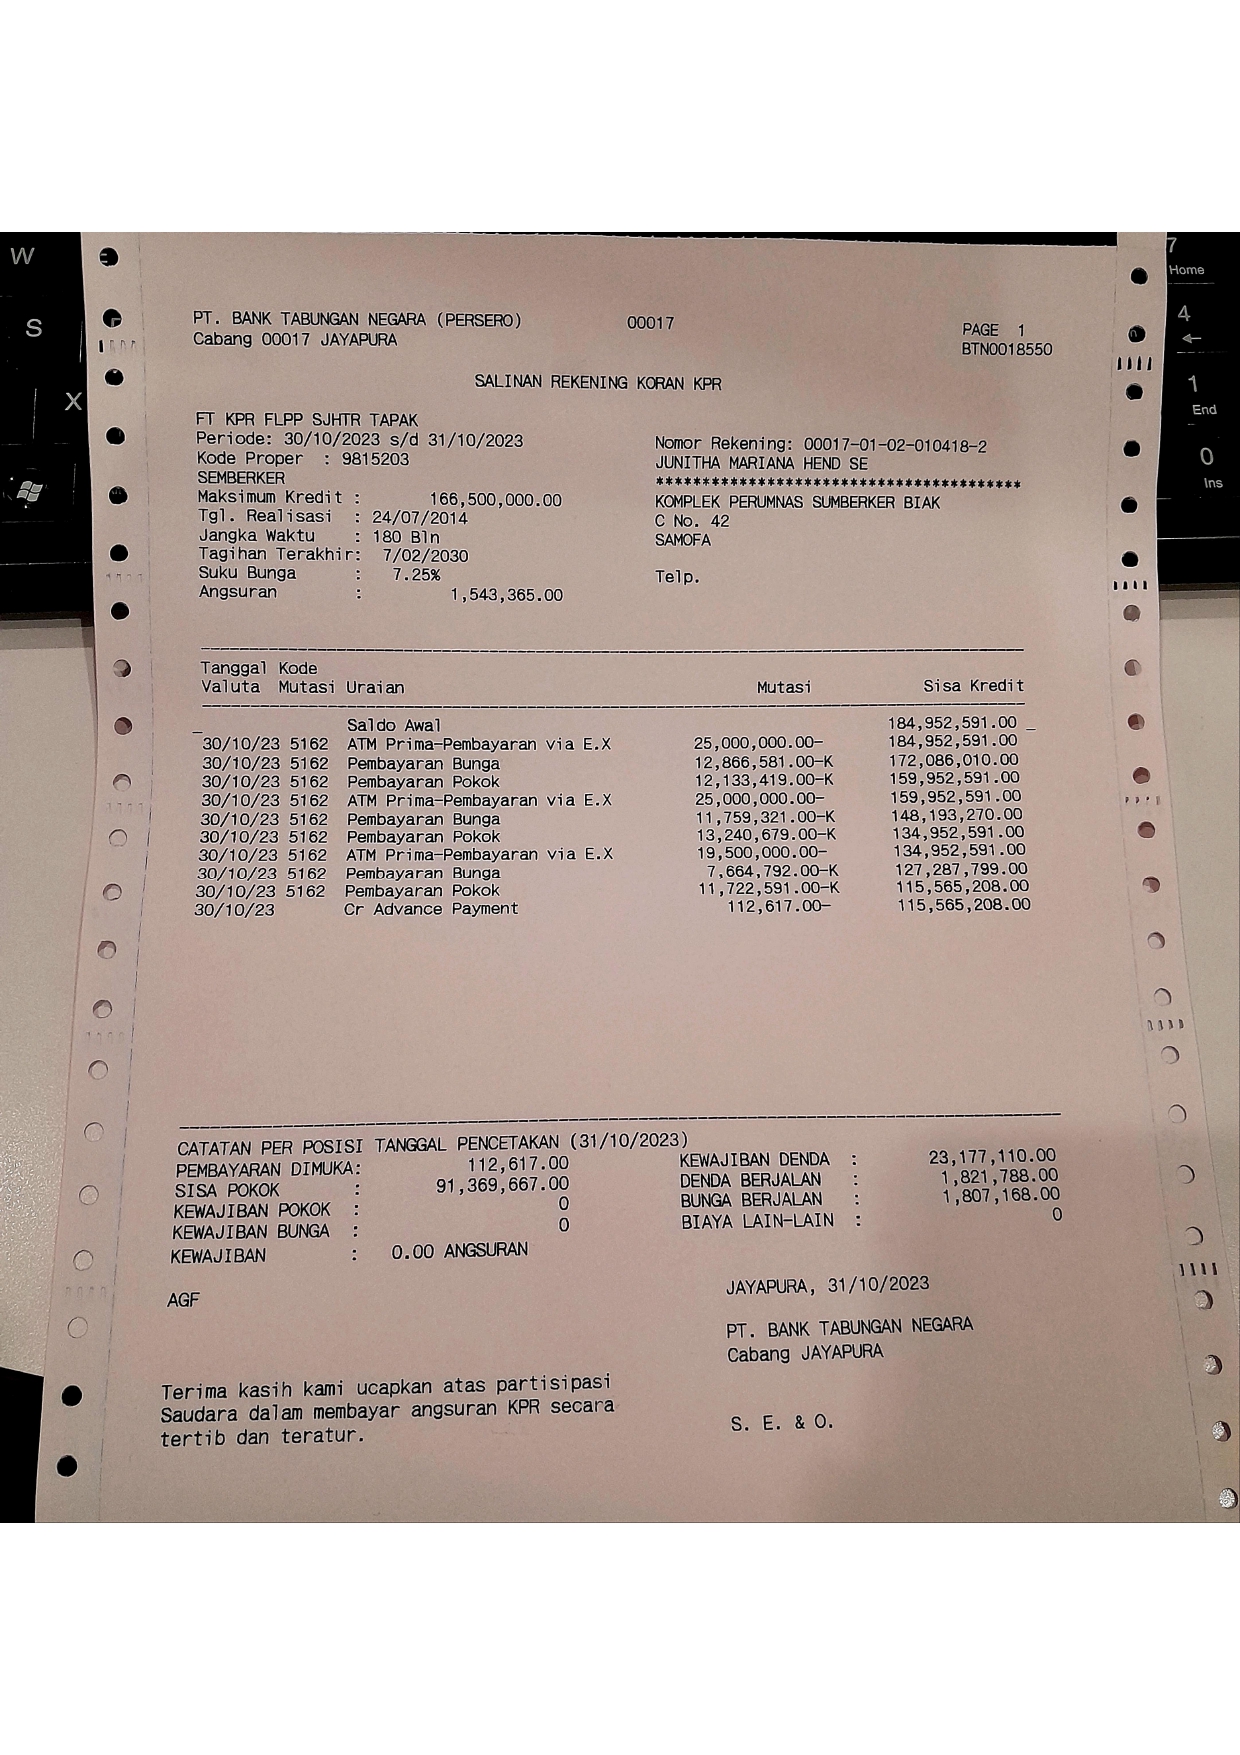 W
S
X
7
Home
4
←
1
End
0
Ins
PT. BANK TABUNGAN NEGARA (PERSERO) 00017
Cabang 00017 JAYAPURA
PAGE 1
BTN0018550
SALINAN REKENING KORAN KPR
FT KPR FLPP SJHTR TAPAK
Periode: 30/10/2023 s/d 31/10/2023
Kode Proper : 9815203
SEMBERKER
Maksimum Kredit : 166,500,000.00
Tgl. Realisasi : 24/07/2014
Jangka Waktu : 180 Bln
Tagihan Terakhir: 7/02/2030
Suku Bunga : 7.25%
Angsuran : 1,543,365.00
Nomor Rekening: 00017-01-02-010418-2
JUNITHA MARIANA HEND SE
***************************************
KOMPLEK PERUMNAS SUMBERKER BIAK
C No. 42
SAMOFA
Telp.
Tanggal Kode
Valuta Mutasi Uraian Mutasi Sisa Kredit
Saldo Awal 184,952,591.00
30/10/23 5162 ATM Prima-Pembayaran via E.X 25,000,000.00- 184,952,591.00
30/10/23 5162 Pembayaran Bunga 12,866,581.00-K 172,086,010.00
30/10/23 5162 Pembayaran Pokok 12,133,419.00-K 159,952,591.00
30/10/23 5162 ATM Prima-Pembayaran via E.X 25,000,000.00- 159,952,591.00
30/10/23 5162 Pembayaran Bunga 11,759,321.00-K 148,193,270.00
30/10/23 5162 Pembayaran Pokok 13,240,679.00-K 134,952,591.00
30/10/23 5162 ATM Prima-Pembayaran via E.X 19,500,000.00- 134,952,591.00
30/10/23 5162 Pembayaran Bunga 7,664,792.00-K 127,287,799.00
30/10/23 5162 Pembayaran Pokok 11,722,591.00-K 115,565,208.00
30/10/23 Cr Advance Payment 112,617.00- 115,565,208.00
CATATAN PER POSISI TANGGAL PENCETAKAN (31/10/2023)
PEMBAYARAN DIMUKA: 112,617.00
SISA POKOK : 91,369,667.00
KEWAJIBAN POKOK : 0
KEWAJIBAN BUNGA : 0
KEWAJIBAN : 0.00 ANGSURAN
KEWAJIBAN DENDA : 23,177,110.00
DENDA BERJALAN : 1,821,788.00
BUNGA BERJALAN : 1,807,168.00
BIAYA LAIN-LAIN : 0
AGF
JAYAPURA, 31/10/2023
PT. BANK TABUNGAN NEGARA
Cabang JAYAPURA
Terima kasih kami ucapkan atas partisipasi
Saudara dalam membayar angsuran KPR secara
tertib dan teratur.
S. E. & O.